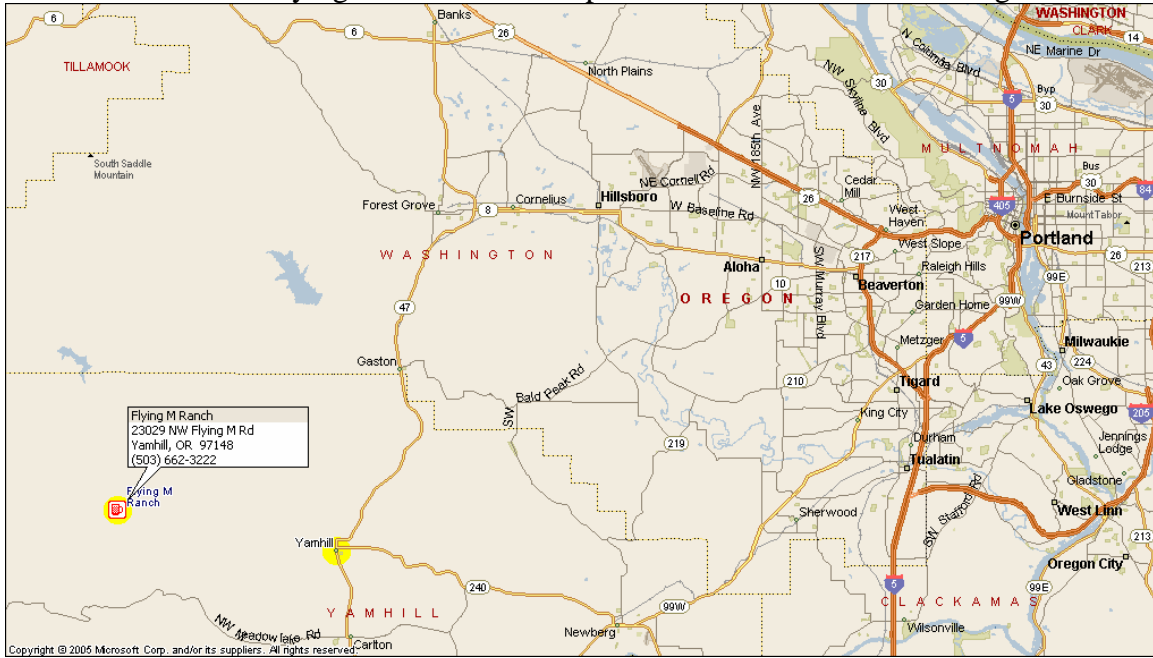 WASHINGTON
CLARK
14
NE Marine Dr
N Columbia Blvd
6
TILLAMOOK
6
Banks
26
47
North Plains
NW Skyline Blvd
30
5
Byp
30
South Saddle
Mountain
NW 185th Ave
MULTNOMAH
NE Cornell Rd
Cedar
Mill
26
405
Bus
30
84
E Burnside St
Mount Tabor
Forest Grove
8
Cornelius
Hillsboro
W Baseline Rd
West
Haven
Portland
WASHINGTON
West Slope
217
26
213
Aloha
SW Murray Blvd
Raleigh Hills
99E
Beaverton
10
OREGON
Garden Home
99W
47
Metzger
5
Milwaukie
Gaston
43
224
210
Tigard
Oak Grove
SW Bald Peak Rd
Lake Oswego
205
Flying M Ranch
23029 NW Flying M Rd
Yamhill, OR 97148
(503) 662-3222
King City
219
Durham
Jennings
Lodge
Tualatin
Gladstone
Flying M
Ranch
SW Stafford Rd
West Linn
Sherwood
213
Yamhill
Oregon City
240
5
99E
YAMHILL
99W
CLACKAMAS
NW Meadow Lake Rd
Newberg
Wilsonville
Carlton
Copyright © 2005 Microsoft Corp. and/or its suppliers. All rights reserved.